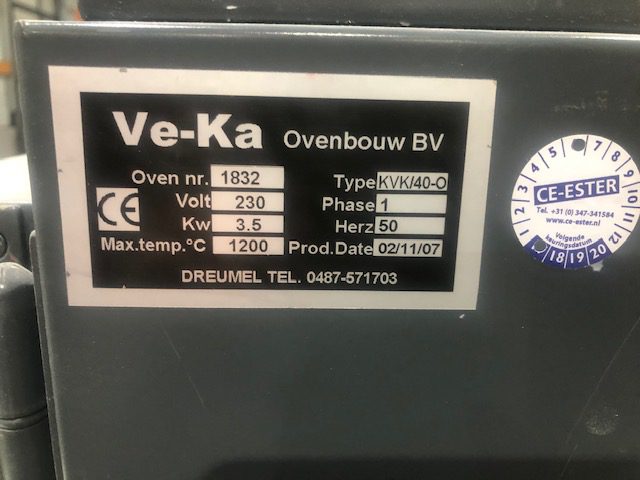 Ve-Ka Ovenbouw BV
Oven nr. 1832 Type KVK/40-O
CE Volt 230 Phase 1
Kw 3.5 Herz 50
Max.temp.°C 1200 Prod.Date 02/11/07
DREUMEL TEL. 0487-571703
1 2 3 4 5 7 8 9 10 11 12
CE-ESTER
Tel. +31 (0) 347-341584
www.ce-ester.nl
Volgende
keuringsdatum
18 19 20